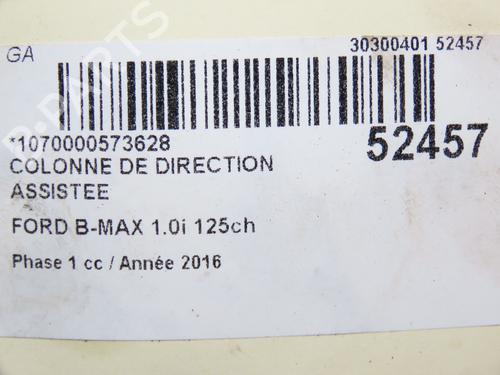 GA
30300401 52457
*1070000573628
52457
COLONNE DE DIRECTION
ASSISTEE
FORD B-MAX 1.0i 125ch
Phase 1 cc / Année 2016
B-PARTS